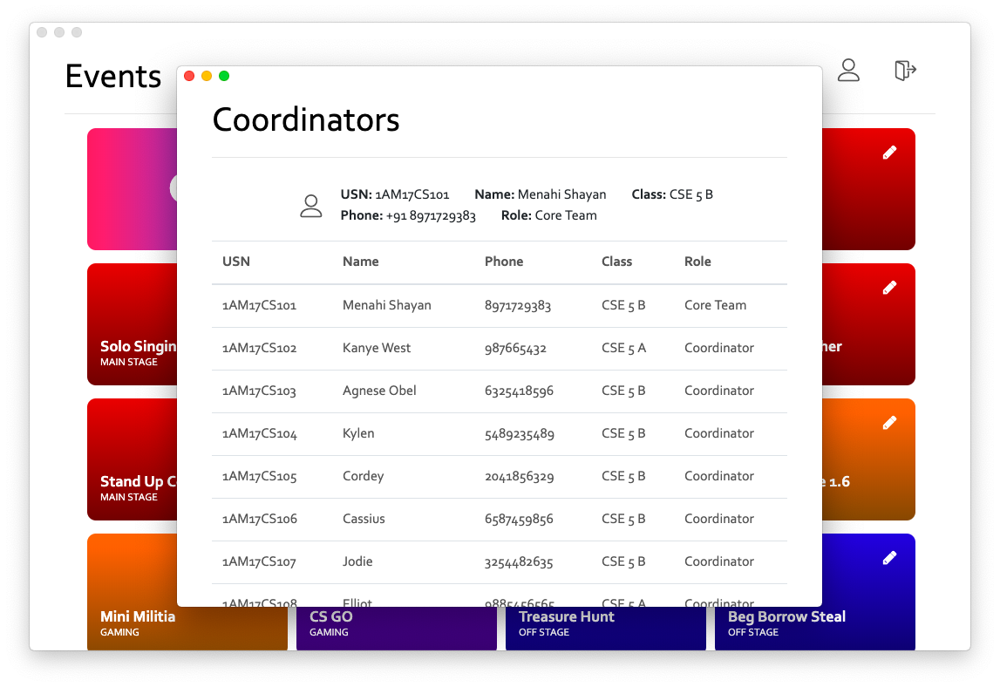 Events
Coordinators
USN: 1AM17CS101 Name: Menahi Shayan Class: CSE 5 B
Phone: +91 8971729383 Role: Core Team
USN Name Phone Class Role
1AM17CS101 Menahi Shayan 8971729383 CSE 5 B Core Team
1AM17CS102 Kanye West 987665432 CSE 5 A Coordinator
1AM17CS103 Agnese Obel 6325418596 CSE 5 B Coordinator
1AM17CS104 Kylen 5489235489 CSE 5 B Coordinator
1AM17CS105 Cordey 2041856329 CSE 5 B Coordinator
1AM17CS106 Cassius 6587459856 CSE 5 B Coordinator
1AM17CS107 Jodie 3254482635 CSE 5 B Coordinator
1AM17CS108 Elliot 9885456565 CSE 5 A Coordinator
Solo Singin
MAIN STAGE
her
Stand Up C
MAIN STAGE
e 1.6
Mini Militia
GAMING
CS GO
GAMING
Treasure Hunt
OFF STAGE
Beg Borrow Steal
OFF STAGE